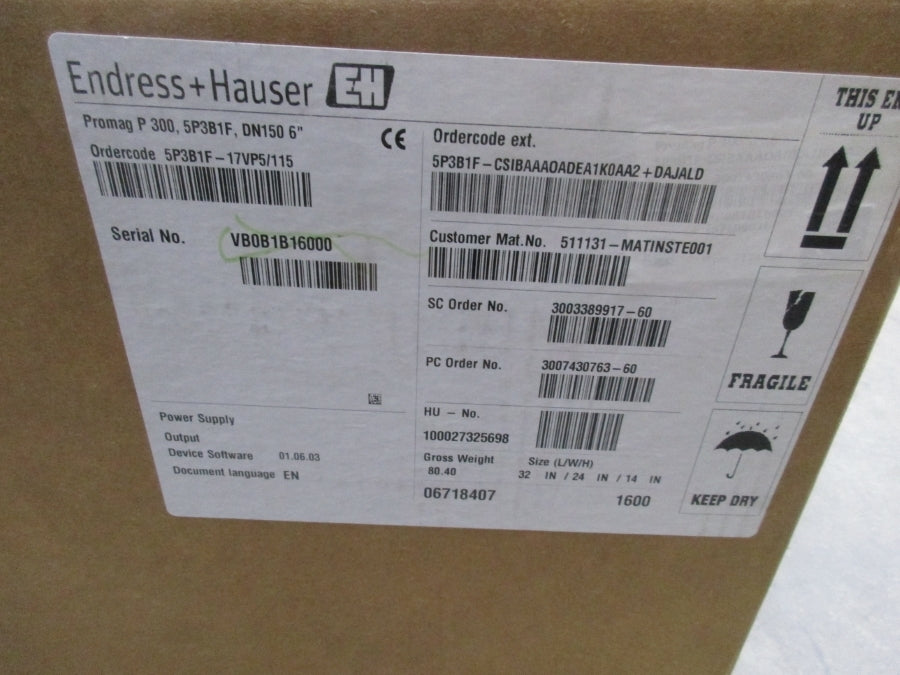 Endress+Hauser EH
Promag P 300, 5P3B1F, DN150 6"
CE
Ordercode 5P3B1F-17VP5/115
Serial No. VB0B1B16000
Power Supply
Output
Device Software 01.06.03
Document language EN
Ordercode ext.
5P3B1F-CSIBAAAOADEA1K0AA2+DAJALD
Customer Mat.No. 511131-MATINSTE001
SC Order No. 3003389917-60
PC Order No. 3007430763-60
HU - No.
100027325698
Gross Weight
80.40
Size (L/W/H)
32 IN / 24 IN / 14 IN
06718407
1600
THIS
UP
FRAGILE
KEEP DRY